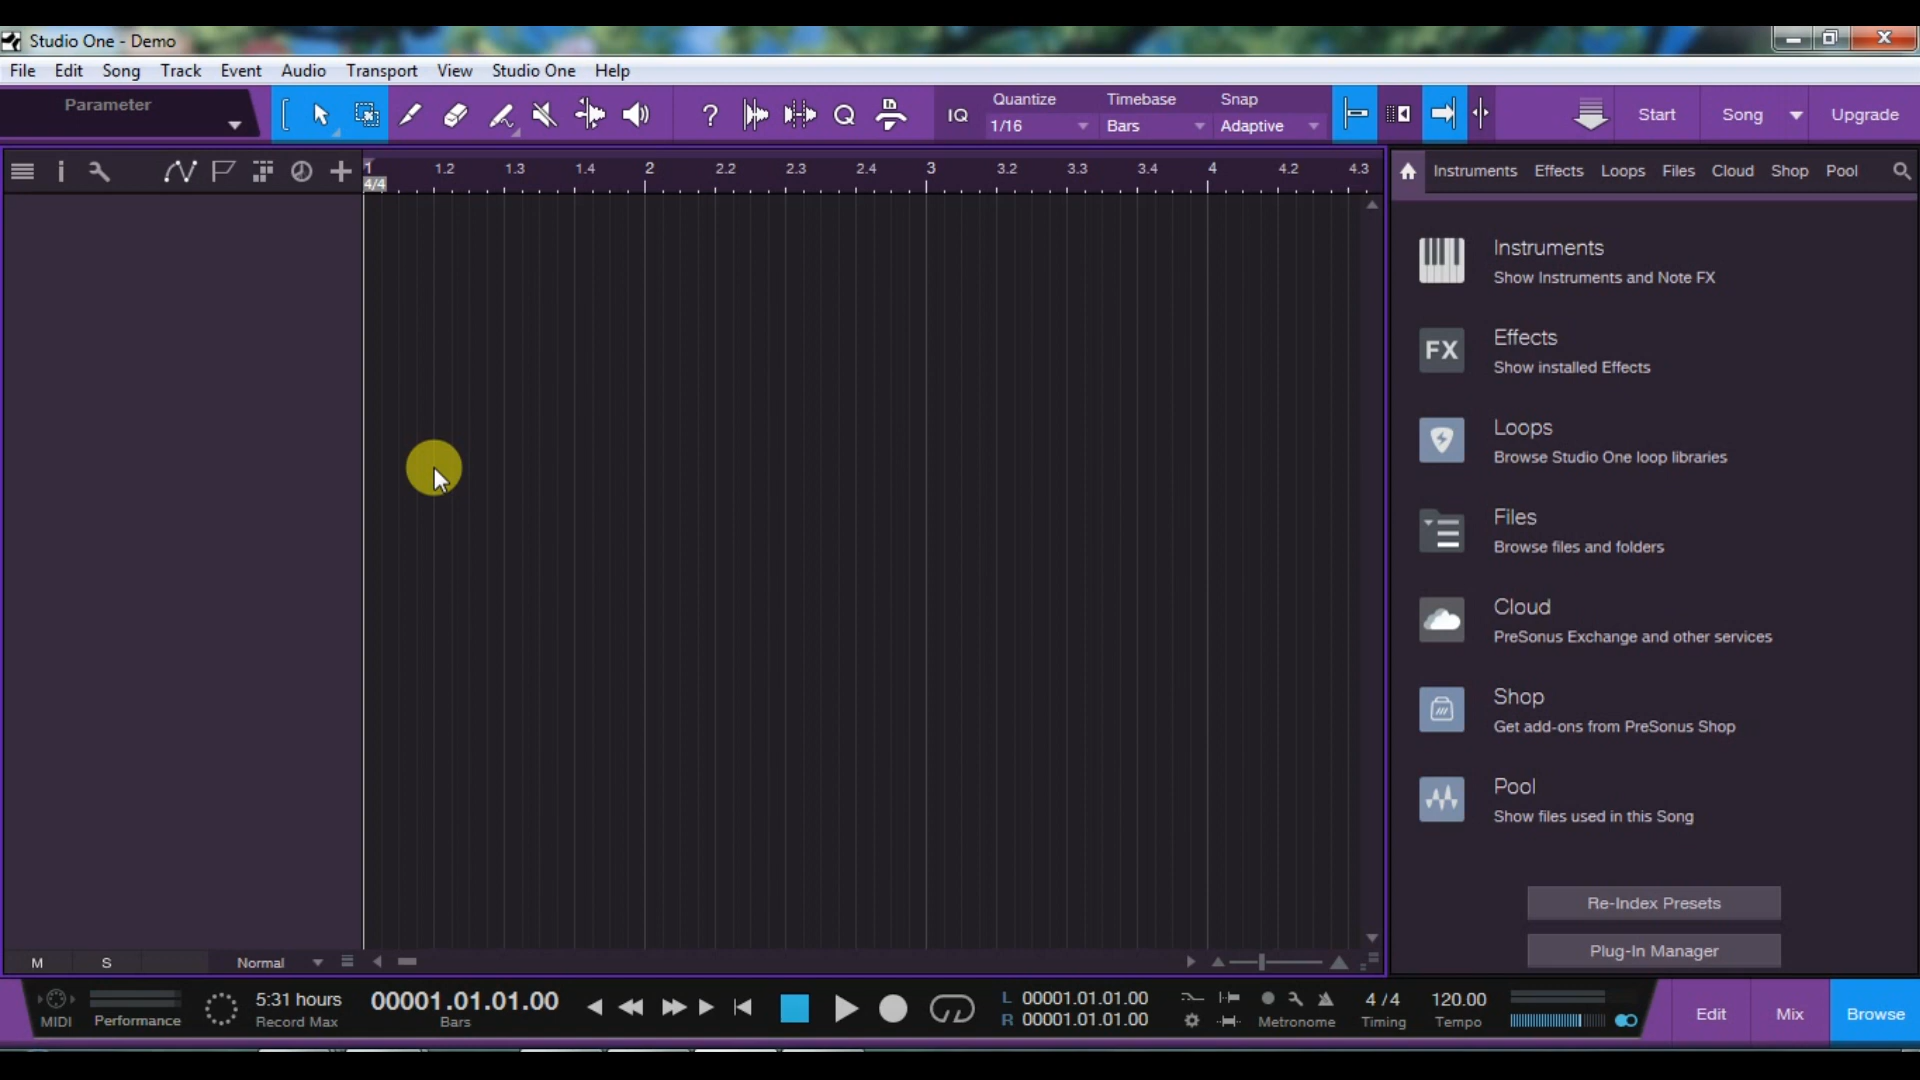 Studio One - Demo
File Edit Song Track Event Audio Transport View Studio One Help
Parameter
? Q IQ
Quantize Timebase Snap
1/16 Bars Adaptive
Start Song Upgrade
i
1 1.2 1.3 1.4 2 2.2 2.3 2.4 3 3.2 3.3 3.4 4 4.2 4.3
4/4
Instruments Effects Loops Files Cloud Shop Pool
Instruments
Show Instruments and Note FX
FX
Effects
Show installed Effects
Loops
Browse Studio One loop libraries
Files
Browse files and folders
Cloud
PreSonus Exchange and other services
Shop
Get add-ons from PreSonus Shop
Pool
Show files used in this Song
Re-Index Presets
Plug-In Manager
M S Normal
5:31 hours 00001.01.01.00 L 00001.01.01.00 4 / 4 120.00
MIDI Performance Record Max Bars R 00001.01.01.00 Metronome Timing Tempo
Edit Mix Browse